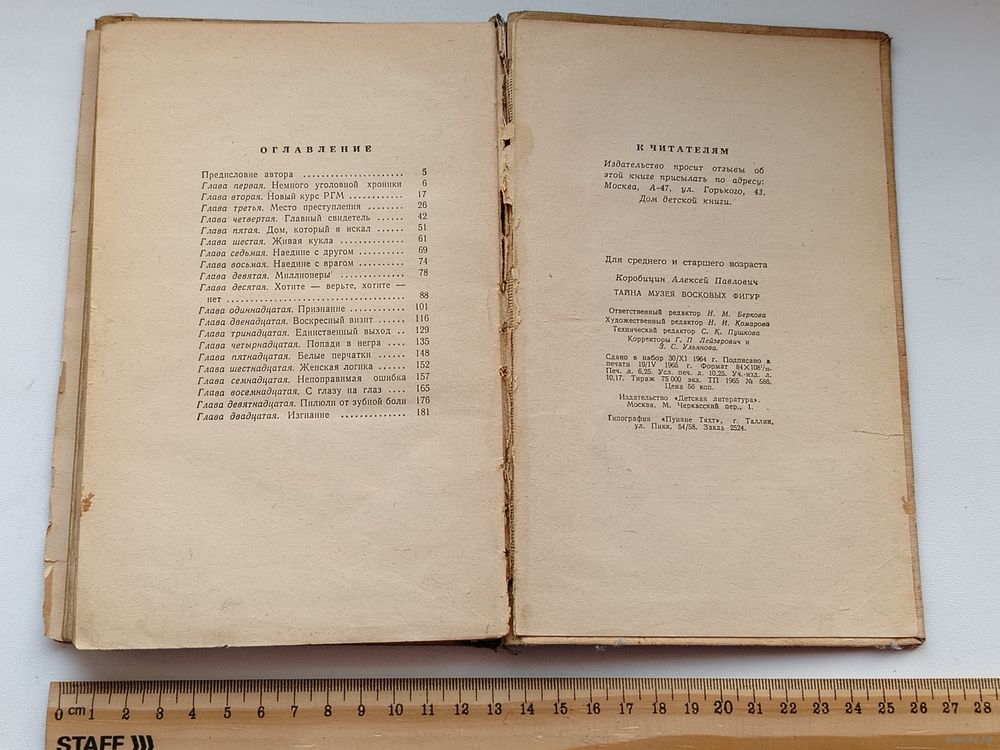 ОГЛАВЛЕНИЕ
Предисловие автора ...................... 5
Глава первая. Немного уголовной хроники 6
Глава вторая. Новый курс РГМ ............ 17
Глава третья. Место преступления ........ 26
Глава четвертая. Главный свидетель ...... 42
Глава пятая. Дом, который я искал ...... 51
Глава шестая. Живая кукла .............. 61
Глава седьмая. Наедине с другом .......... 69
Глава восьмая. Наедине с врагом .......... 74
Глава девятая. Миллионеры .............. 78
Глава десятая. Хотите — верьте, хотите —
нет ........................................ 88
Глава одиннадцатая. Признание ............ 101
Глава двенадцатая. Воскресный визит ...... 116
Глава тринадцатая. Единственный выход .. 129
Глава четырнадцатая. Попади в негра .... 135
Глава пятнадцатая. Белые перчатки ...... 148
Глава шестнадцатая. Женская логика ...... 152
Глава семнадцатая. Непоправимая ошибка 157
Глава восемнадцатая. С глазу на глаз .... 165
Глава девятнадцатая. Пилюли от зубной боли 176
Глава двадцатая. Изгнание .............. 181
К ЧИТАТЕЛЯМ
Издательство просит отзывы об
этой книге присылать по адресу:
Москва, А-47, ул. Горького, 43.
Дом детской книги.
Для среднего и старшего возраста
Коробицин Алексей Павлович
ТАЙНА МУЗЕЯ ВОСКОВЫХ ФИГУР
Ответственный редактор Н. М. Беркова
Художественный редактор Н. И. Комарова
Технический редактор С. К. Пушкова
Корректоры Г. П. Лейзерович и
З. С. Ульянова.
Сдано в набор 30/XI 1964 г. Подписано к
печати 19/IV 1965 г. Формат 84×108¹/₃₂.
Печ. л. 6,25. Усл. печ. л. 10,25. Уч.-изд. л.
10,17. Тираж 75 000 экз. ТП 1965 № 586.
Цена 56 коп.
Издательство «Детская литература».
Москва, М. Черкасский пер., 1.
Типография «Пунане Тяхт», г. Таллин,
ул. Пикк, 54/58. Заказ 2524.
0 cm 1 2 3 4 5 6 7 8 9 10 11 12 13 14 15 16 17 18 19 20 21 22 23 24 25 26 27 28
STAFF